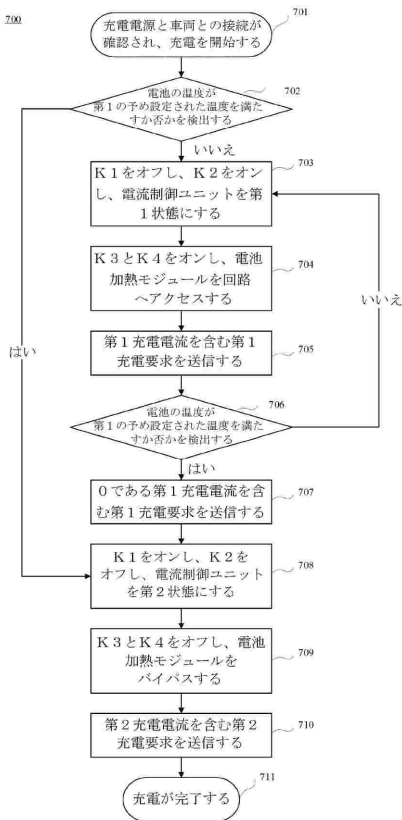 700
701
充電電源と車両との接続が
確認され、充電を開始する
702
電池の温度が
第１の予め設定された温度を満た
すか否かを検出する
いいえ
703
Ｋ１をオフし、Ｋ２をオン
し、電流制御ユニットを第
１状態にする
704
Ｋ３とＫ４をオンし、電池
加熱モジュールを回路
へアクセスする
いいえ
はい
705
第１充電電流を含む第１
充電要求を送信する
706
電池の温度が
第１の予め設定された温度を満た
すか否かを検出する
はい
707
０である第１充電電流を含
む第１充電要求を送信する
708
Ｋ１をオンし、Ｋ２を
オフし、電流制御ユニット
を第２状態にする
709
Ｋ３とＫ４をオフし、電池
加熱モジュールを
バイパスする
710
第２充電電流を含む第２
充電要求を送信する
711
充電が完了する